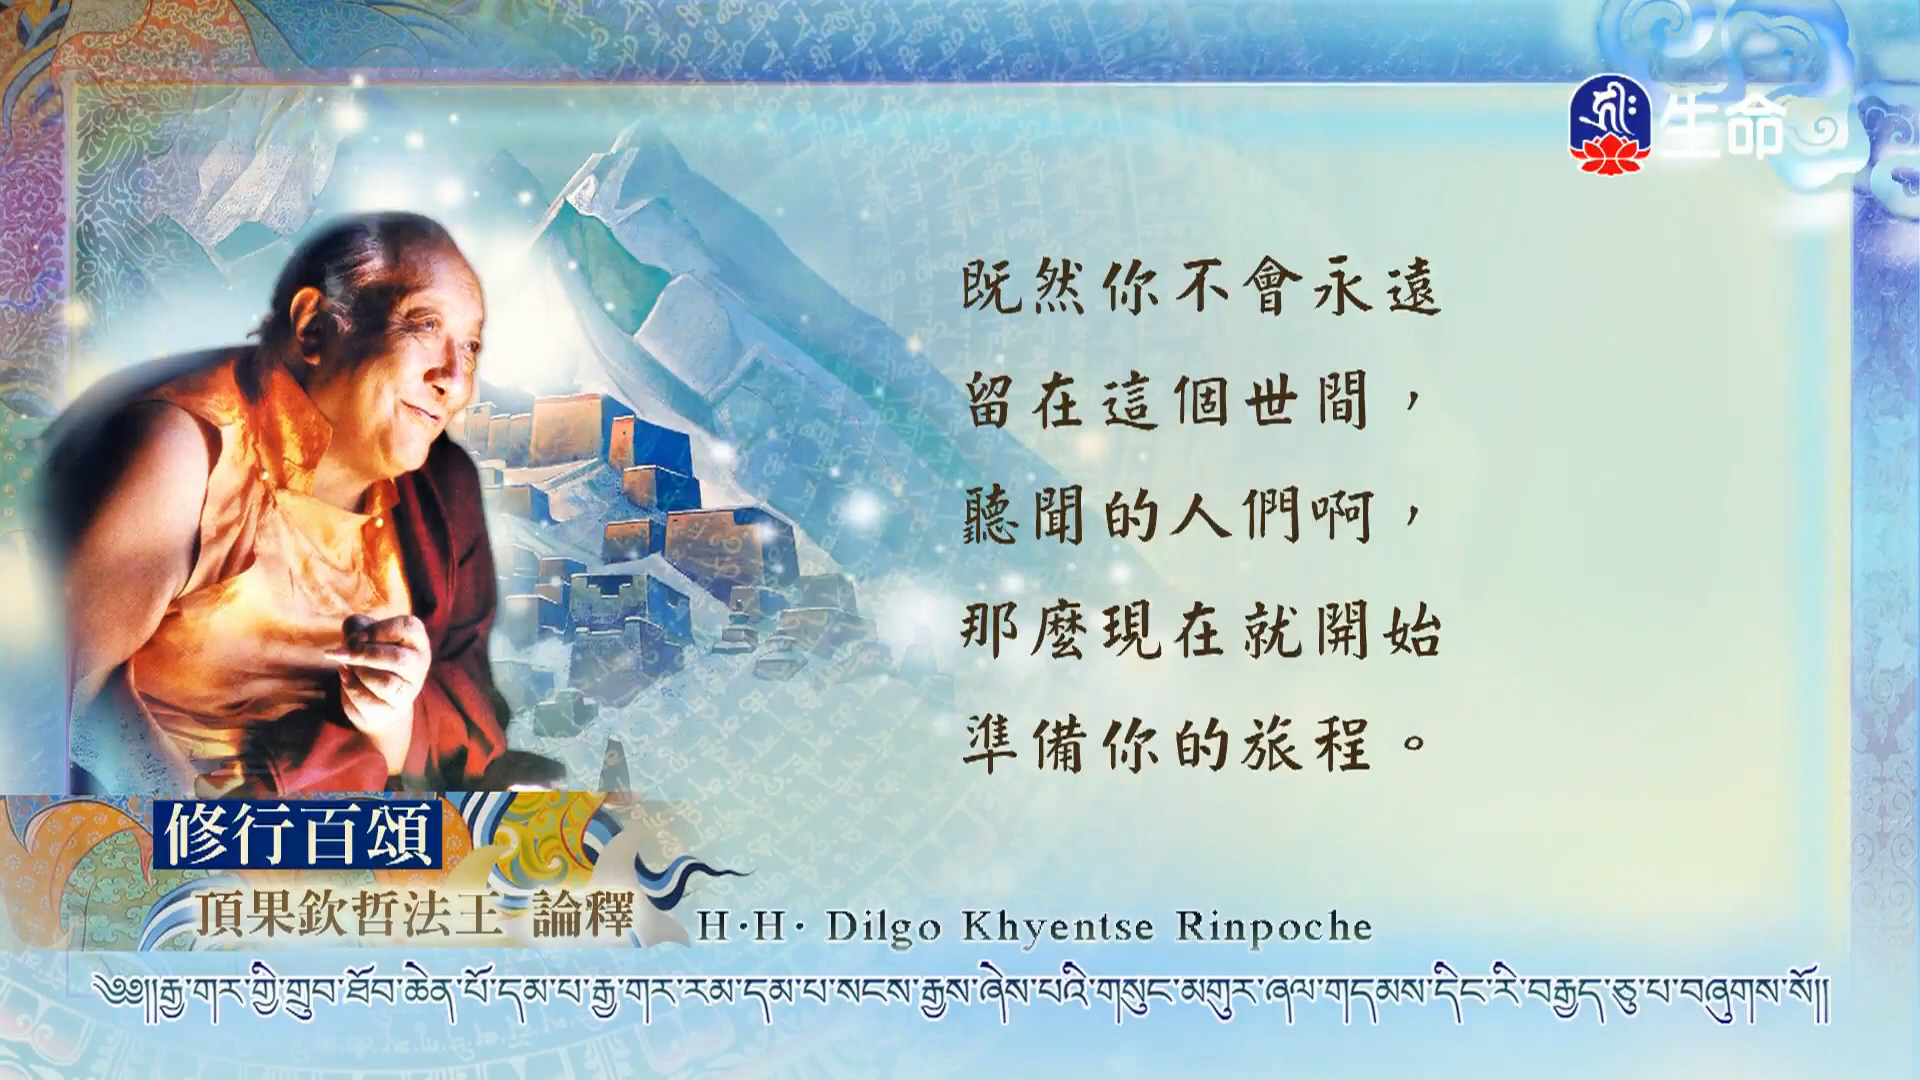 生命
既然你不會永遠
留在這個世間，
聽聞的人們啊，
那麼現在就開始
準備你的旅程。
修行百頌
頂果欽哲法王 論釋
H·H· Dilgo Khyentse Rinpoche
༄༅།།རྒྱ་གར་གྱི་གྲུབ་ཐོབ་ཆེན་པོ་དམ་པ་རྒྱ་གར་རམ་དམ་པ་སངས་རྒྱས་ཞེས་པའི་གསུང་མགུར་ཞལ་གདམས་དིང་རི་བརྒྱད་ཅུ་པ་བཞུགས་སོ།།